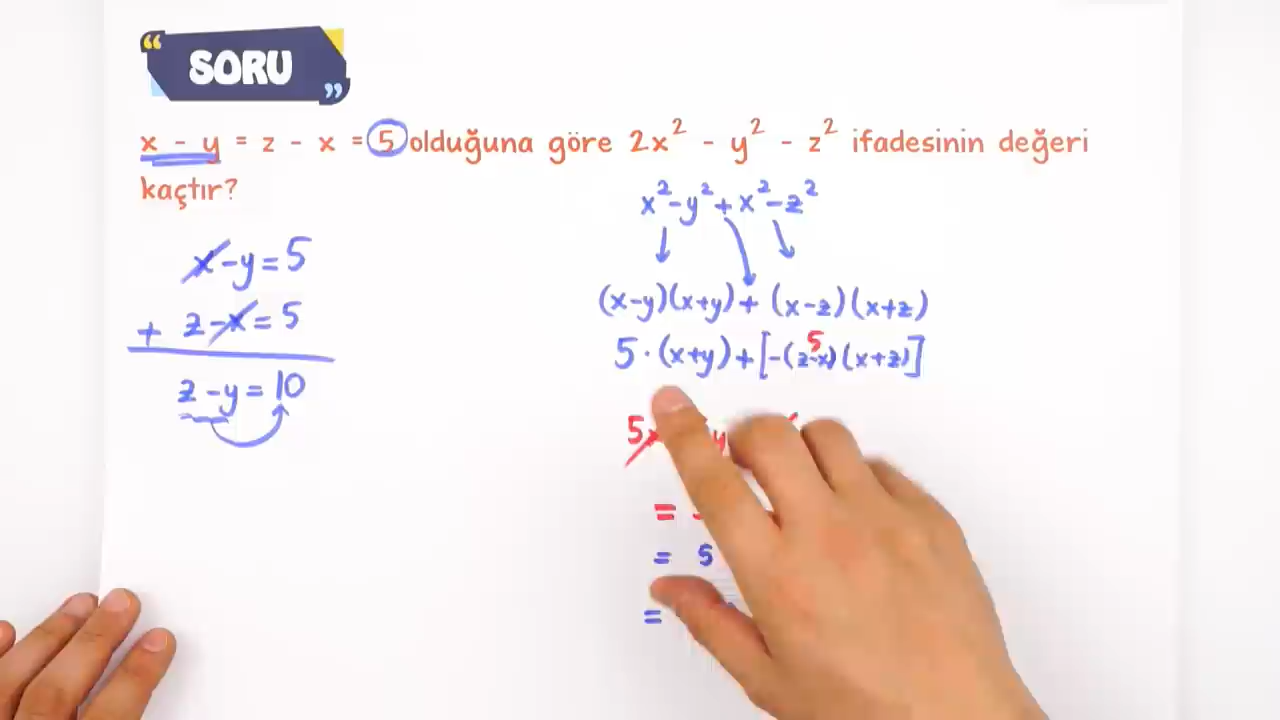 “ SORU ”
x - y = z - x = 5 olduğuna göre 2x² - y² - z² ifadesinin değeri
kaçtır?
x² - y² + x² - z²
x - y = 5
+ z - x = 5
z - y = 10
(x-y)(x+y) + (x-z)(x+z)
5 · (x+y) + [-(z-x)(x+z)]
5
5x y
=
= 5
=